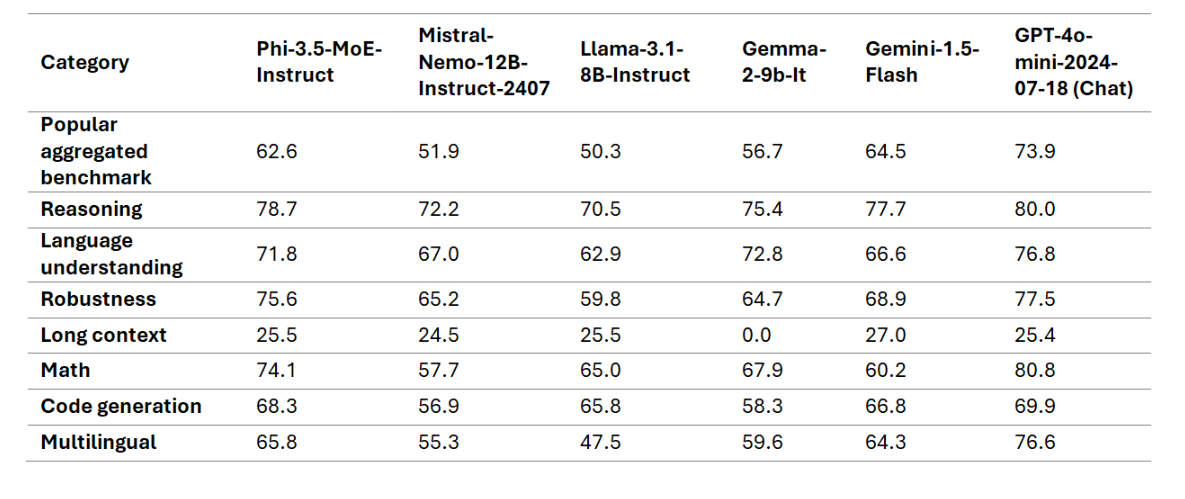 Category Phi-3.5-MoE-Instruct Mistral-Nemo-12B-Instruct-2407 Llama-3.1-8B-Instruct Gemma-2-9b-It Gemini-1.5-Flash GPT-4o-mini-2024-07-18 (Chat)
Popular aggregated benchmark 62.6 51.9 50.3 56.7 64.5 73.9
Reasoning 78.7 72.2 70.5 75.4 77.7 80.0
Language understanding 71.8 67.0 62.9 72.8 66.6 76.8
Robustness 75.6 65.2 59.8 64.7 68.9 77.5
Long context 25.5 24.5 25.5 0.0 27.0 25.4
Math 74.1 57.7 65.0 67.9 60.2 80.8
Code generation 68.3 56.9 65.8 58.3 66.8 69.9
Multilingual 65.8 55.3 47.5 59.6 64.3 76.6